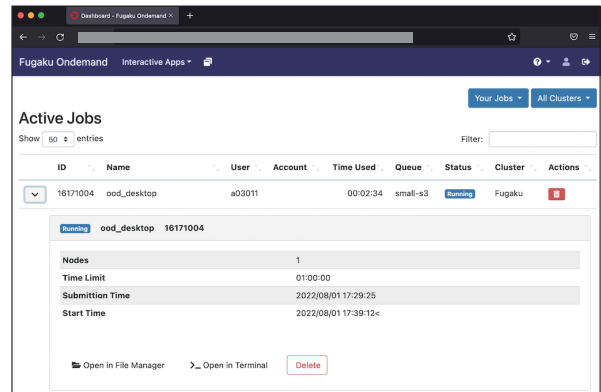 Dashboard - Fugaku Ondemand
Fugaku Ondemand Interactive Apps
Your Jobs All Clusters
Active Jobs
Show 50 entries Filter:
ID Name User Account Time Used Queue Status Cluster Actions
16171004 ood_desktop a03011 00:02:34 small-s3 Running Fugaku
Running ood_desktop 16171004
Nodes 1
Time Limit 01:00:00
Submittion Time 2022/08/01 17:29:25
Start Time 2022/08/01 17:39:12<
Open in File Manager >_ Open in Terminal Delete